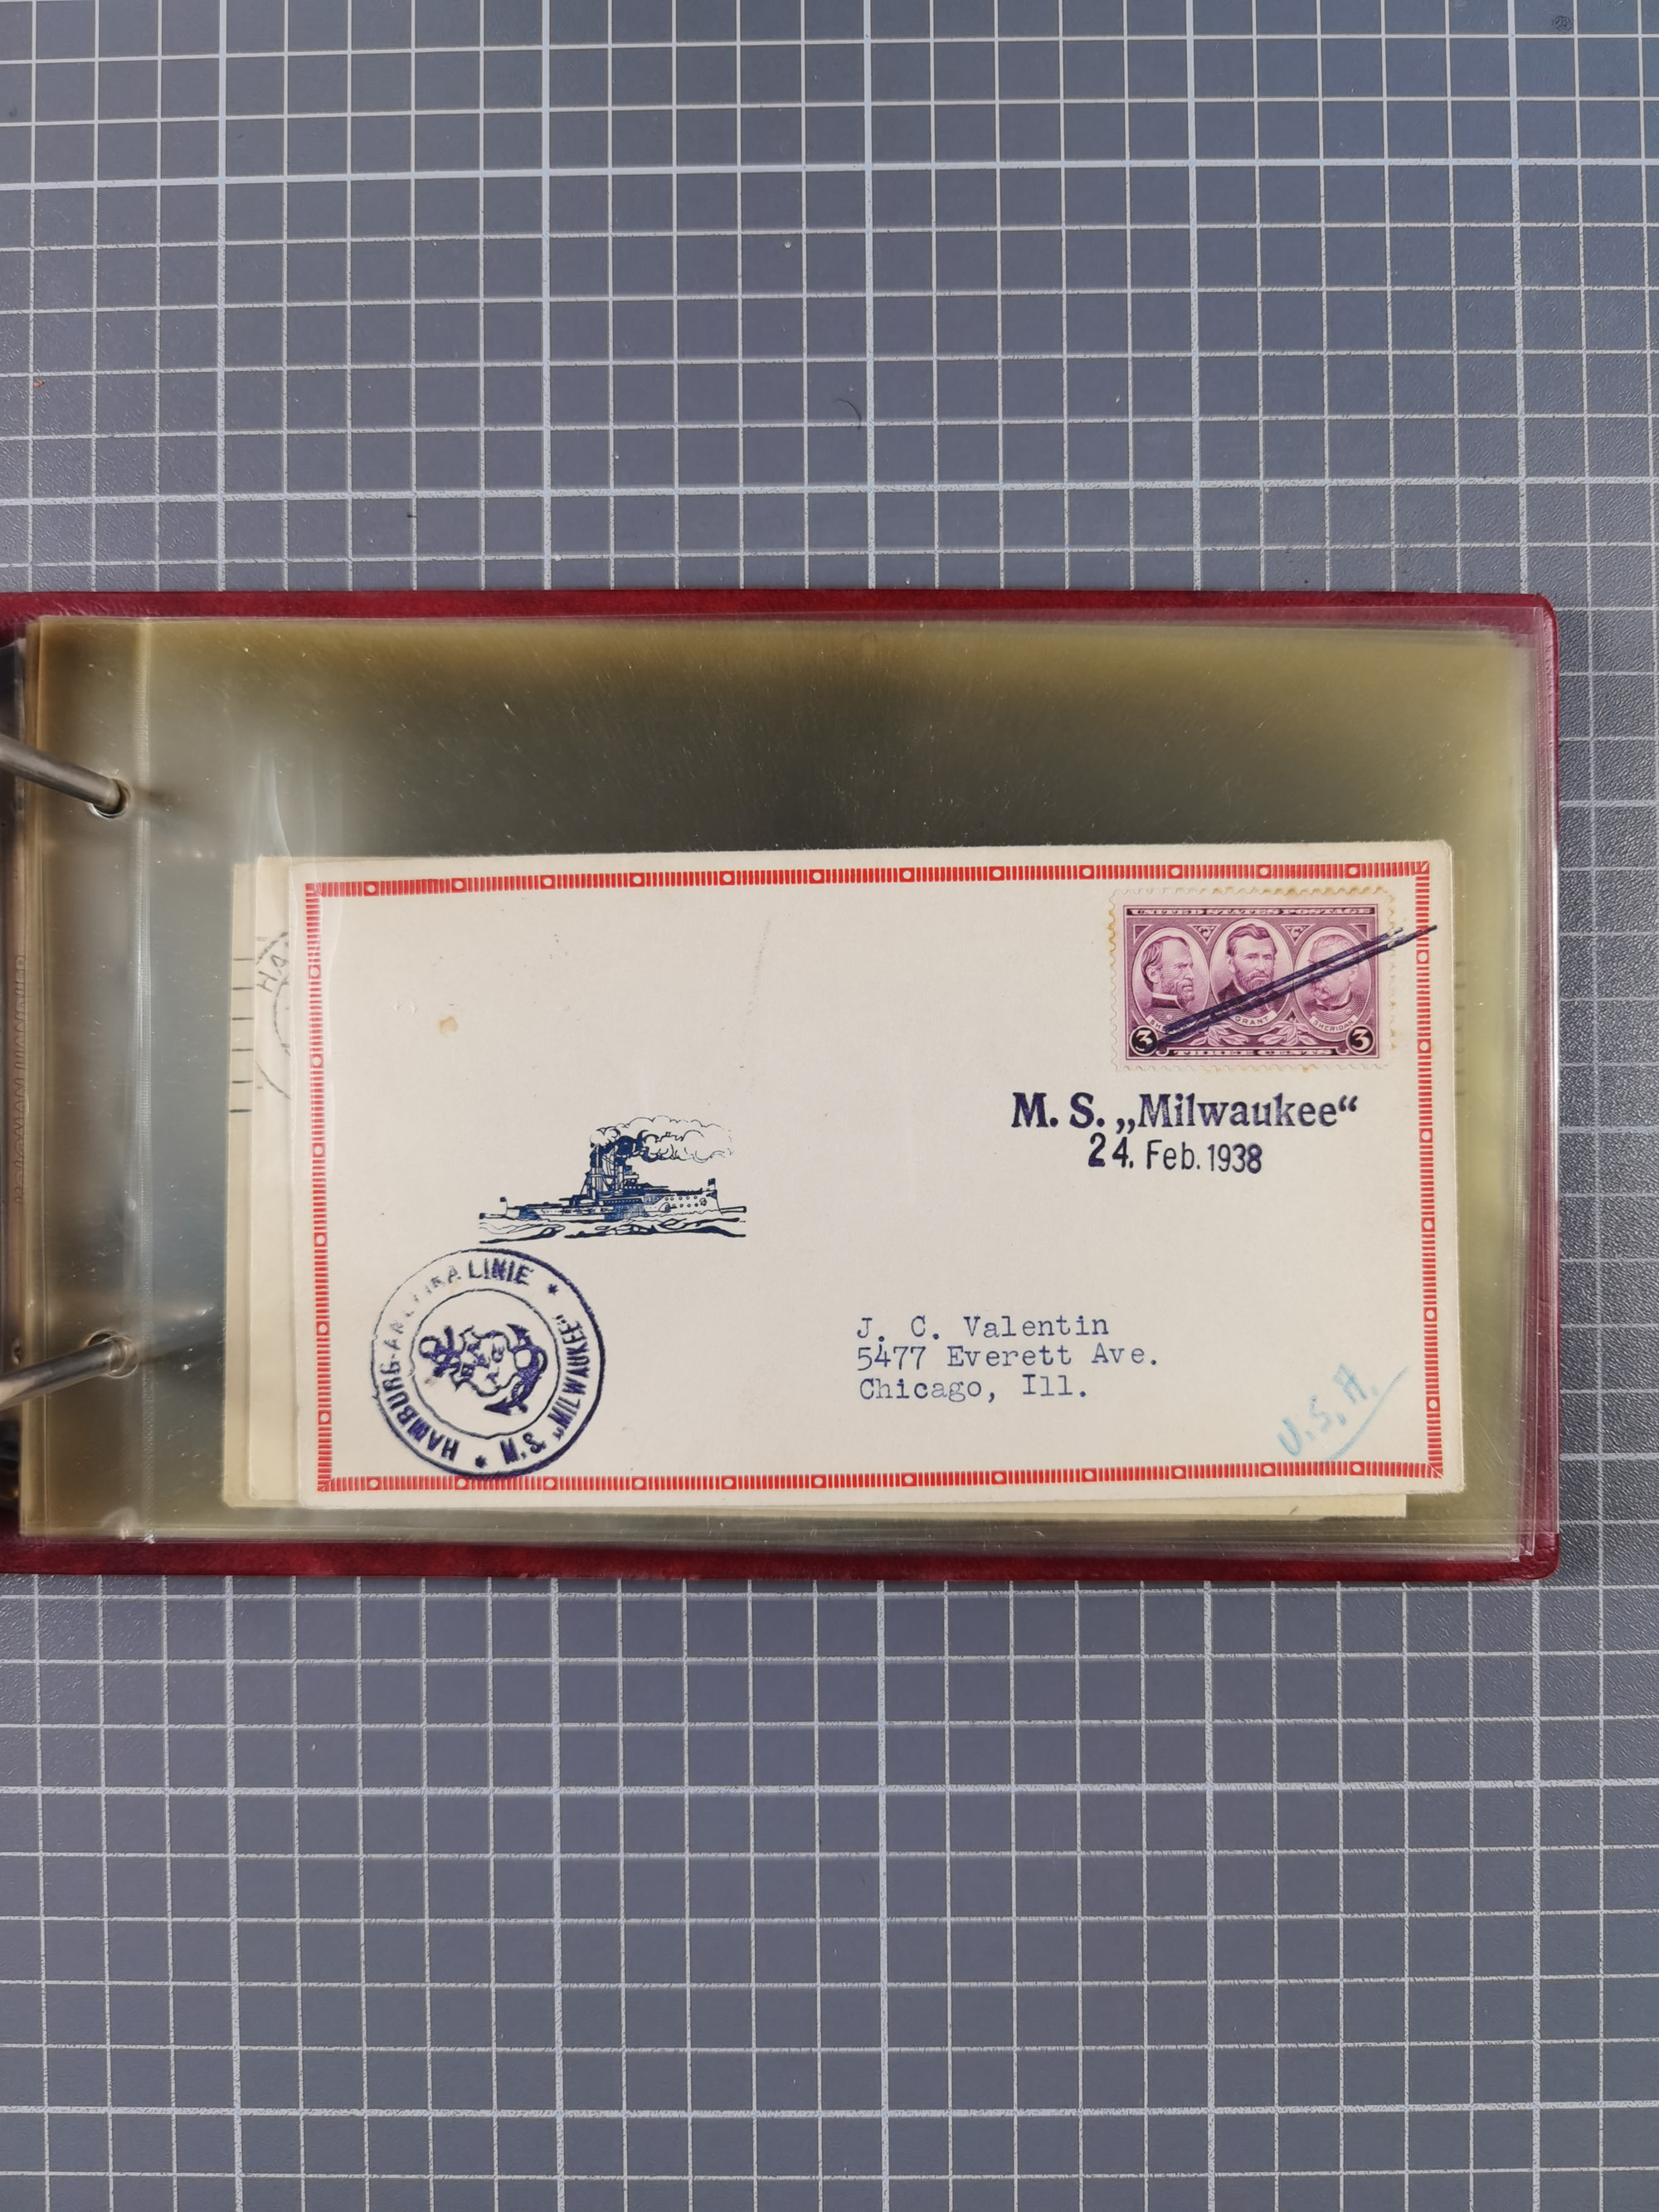 UNITED STATES POSTAGE
GRANT
SHERIDAN
3
THREE CENTS
3
M. S. „Milwaukee“
24. Feb. 1938
HAMBURG-AMERIKA LINIE
* M.S. „MILWAUKEE“ *
J. C. Valentin
5477 Everett Ave.
Chicago, Ill.
U.S.A.